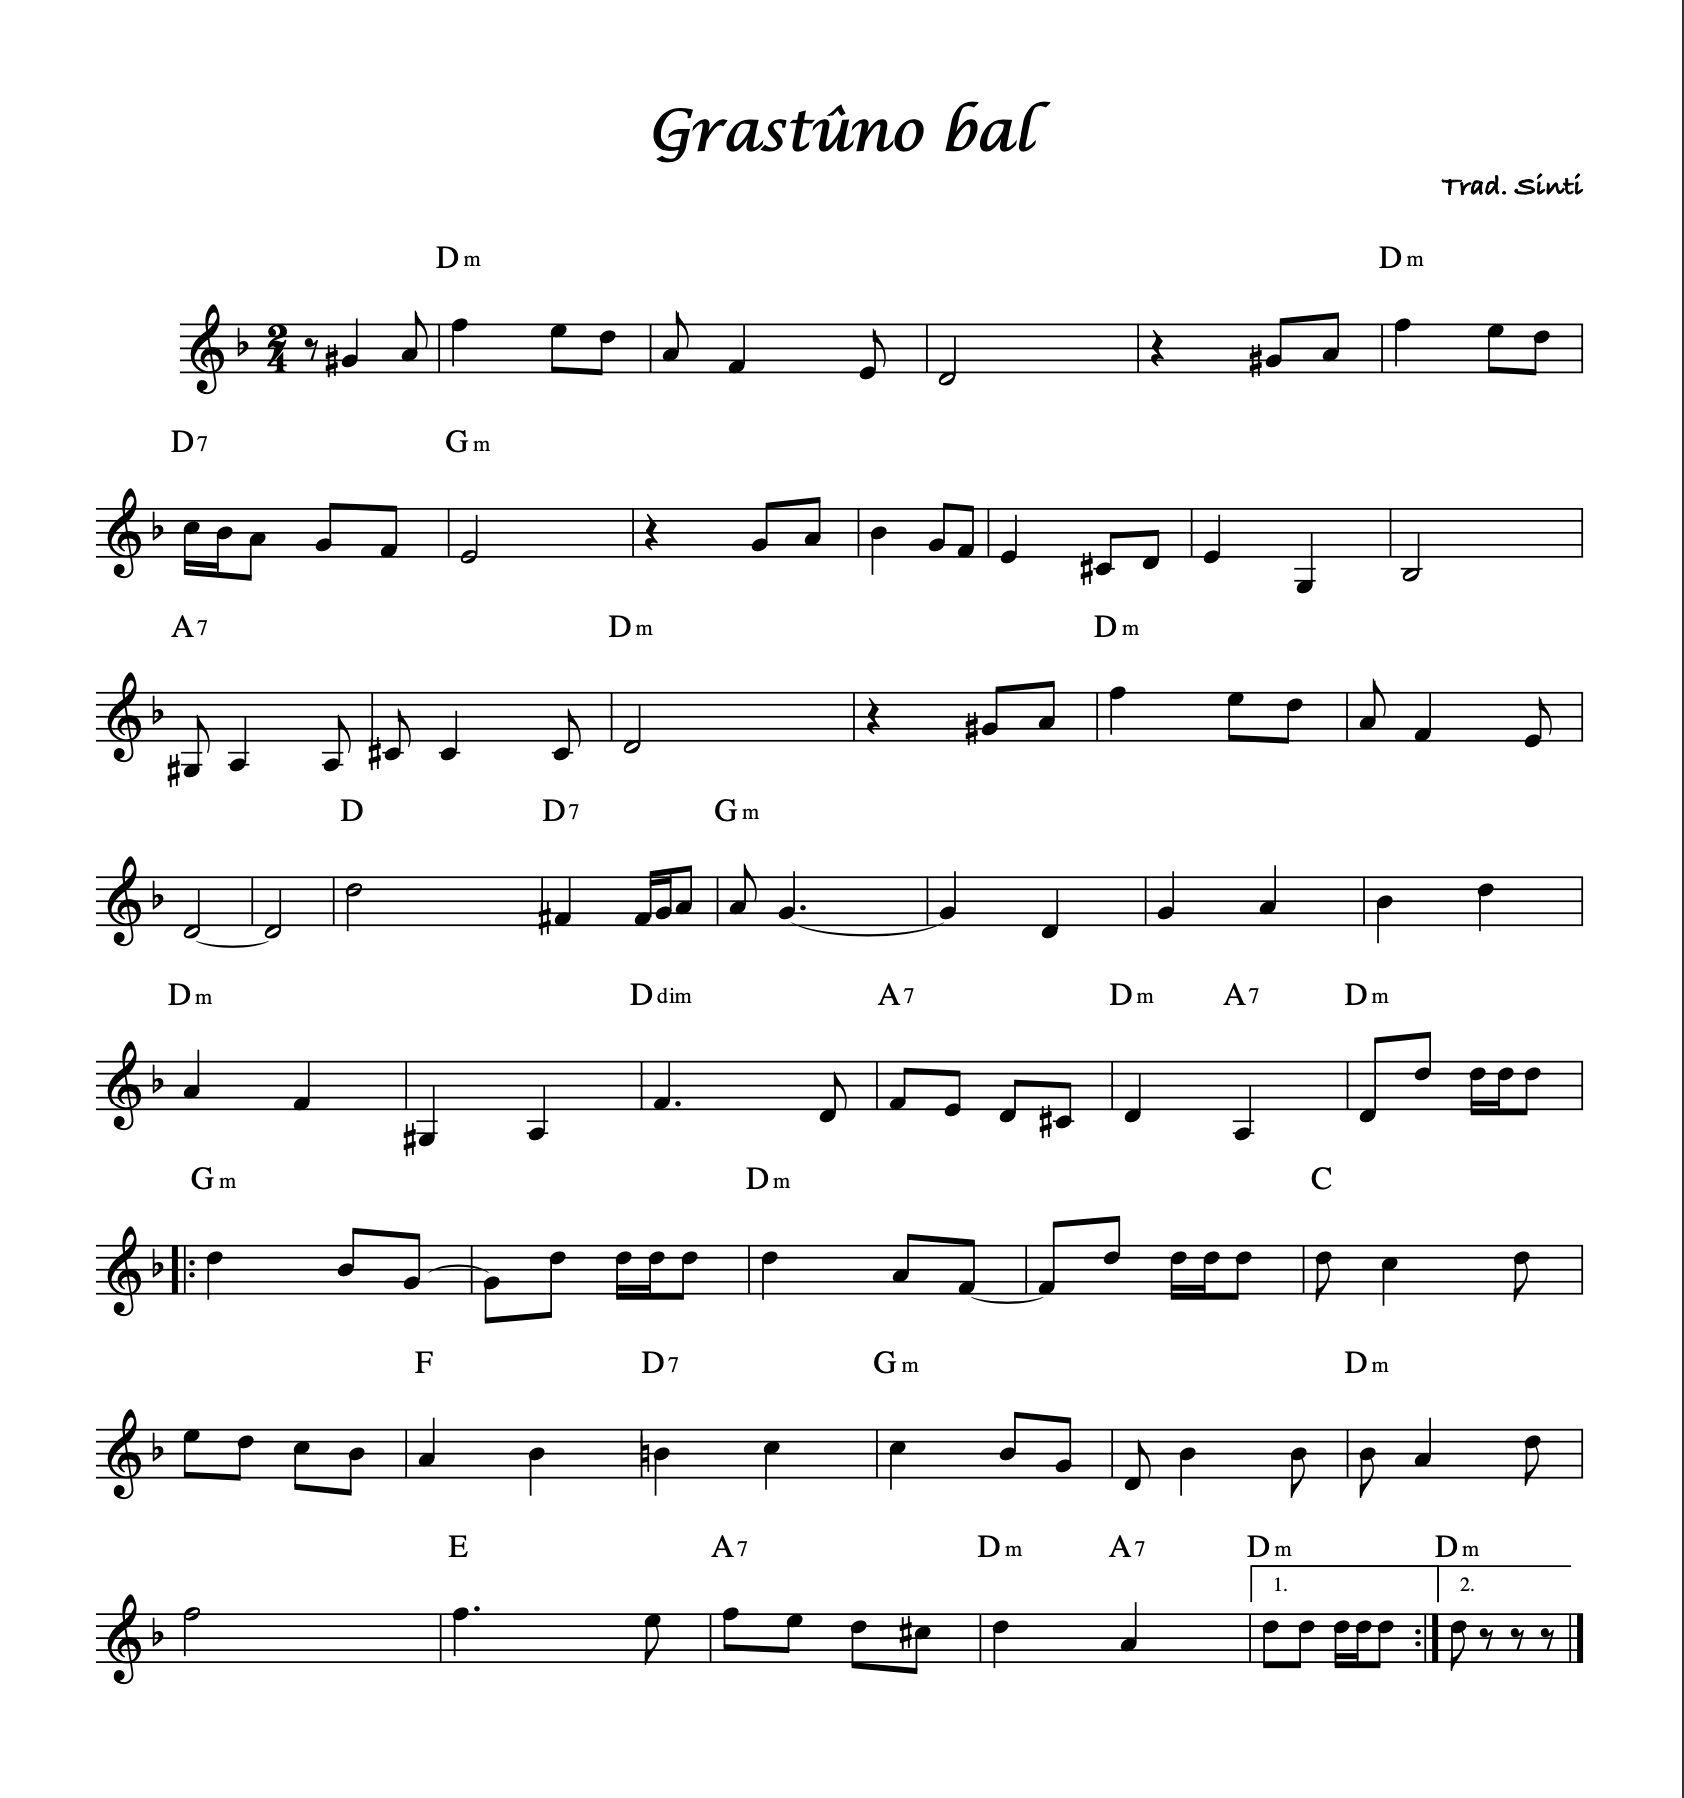 Grastûno bal
Trad. Sinti
Dm Dm
2
4
D7 Gm
A7 Dm Dm
D D7 Gm
Dm Ddim A7 Dm A7 Dm
Gm Dm C
F D7 Gm Dm
E A7 Dm A7 Dm Dm
1. 2.